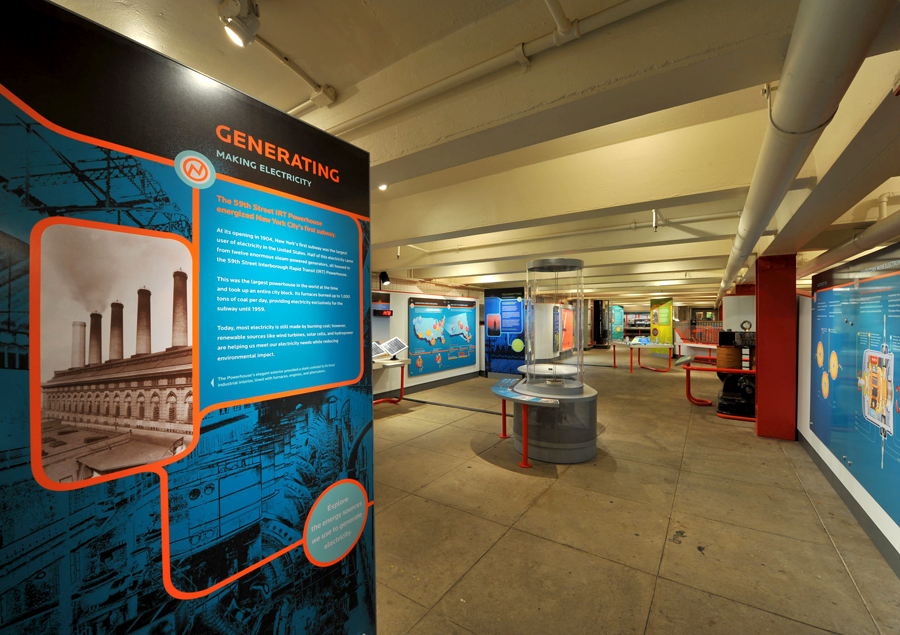 GENERATING
MAKING ELECTRICITY
The 59th Street IRT Powerhouse
energized New York City's first subway
At its opening in 1904, New York's first subway was the largest
user of electricity in the United States. Half of this electricity came
from twelve enormous steam-powered generators, all housed in
the 59th Street Interborough Rapid Transit (IRT) Powerhouse.
This was the largest powerhouse in the world at the time
and took up an entire city block. Its furnaces burned up to 1,000
tons of coal per day, providing electricity exclusively for the
subway until 1959.
Today, most electricity is still made by burning coal; however,
renewable sources like wind turbines, solar cells, and hydropower
are helping us meet our electricity needs while reducing
environmental impact.
The Powerhouse's elegant exterior provided a stark contrast to its
industrial interior, lined with furnaces, engines, and alternators.
Explore
the energy sources
we use to generate
electricity